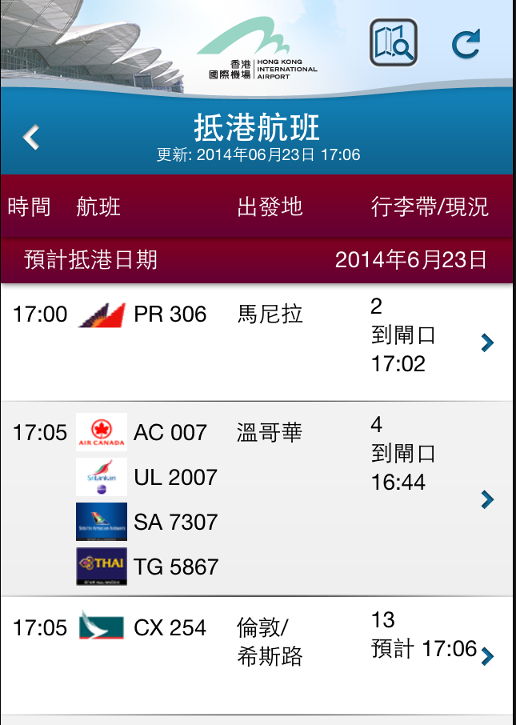 香港
國際機場
HONG KONG
INTERNATIONAL
AIRPORT
抵港航班
更新: 2014年06月23日 17:06
時間 航班 出發地 行李帶/現況
預計抵港日期 2014年6月23日
17:00 PR 306 馬尼拉 2
到閘口
17:02
17:05 AIR CANADA AC 007 溫哥華 4
到閘口
16:44
SriLankan UL 2007
SOUTH AFRICAN AIRWAYS SA 7307
THAI TG 5867
17:05 CX 254 倫敦/ 13
希斯路 預計 17:06